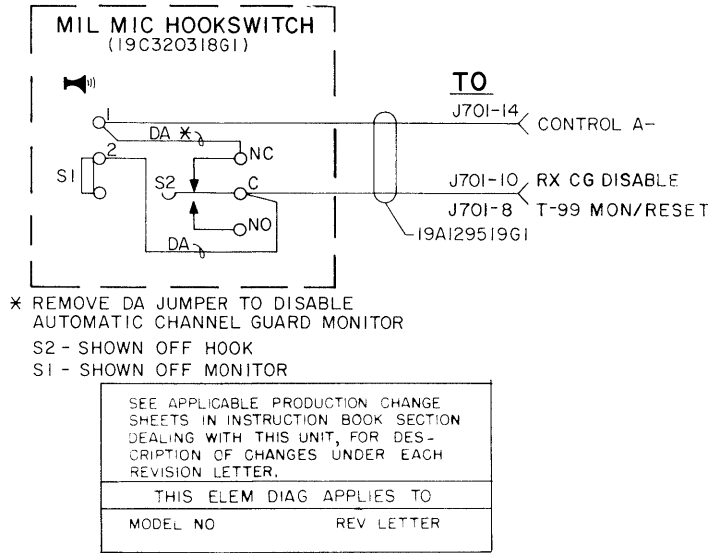 MIL MIC HOOKSWITCH
(19C320318G1)
TO
J701-14
CONTROL A-
1
DA *
2
NC
S1
S2
C
J701-10
RX CG DISABLE
J701-8
T-99 MON/RESET
NO
19A129519G1
DA
* REMOVE DA JUMPER TO DISABLE
AUTOMATIC CHANNEL GUARD MONITOR
S2 - SHOWN OFF HOOK
S1 - SHOWN OFF MONITOR
SEE APPLICABLE PRODUCTION CHANGE
SHEETS IN INSTRUCTION BOOK SECTION
DEALING WITH THIS UNIT, FOR DES-
CRIPTION OF CHANGES UNDER EACH
REVISION LETTER.
THIS ELEM DIAG APPLIES TO
MODEL NO
REV LETTER